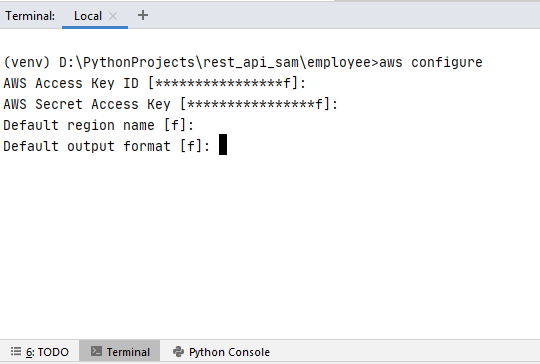 Terminal: Local × +
(venv) D:\PythonProjects\rest_api_sam\employee>aws configure
AWS Access Key ID [****************f]:
AWS Secret Access Key [****************f]:
Default region name [f]:
Default output format [f]:
6: TODO Terminal Python Console